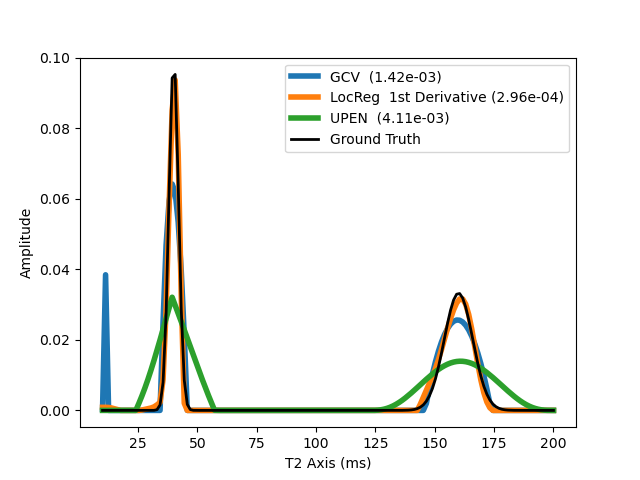 0.10
0.08
0.06
0.04
0.02
0.00
Amplitude
GCV  (1.42e-03)
LocReg  1st Derivative (2.96e-04)
UPEN  (4.11e-03)
Ground Truth
25 50 75 100 125 150 175 200
T2 Axis (ms)